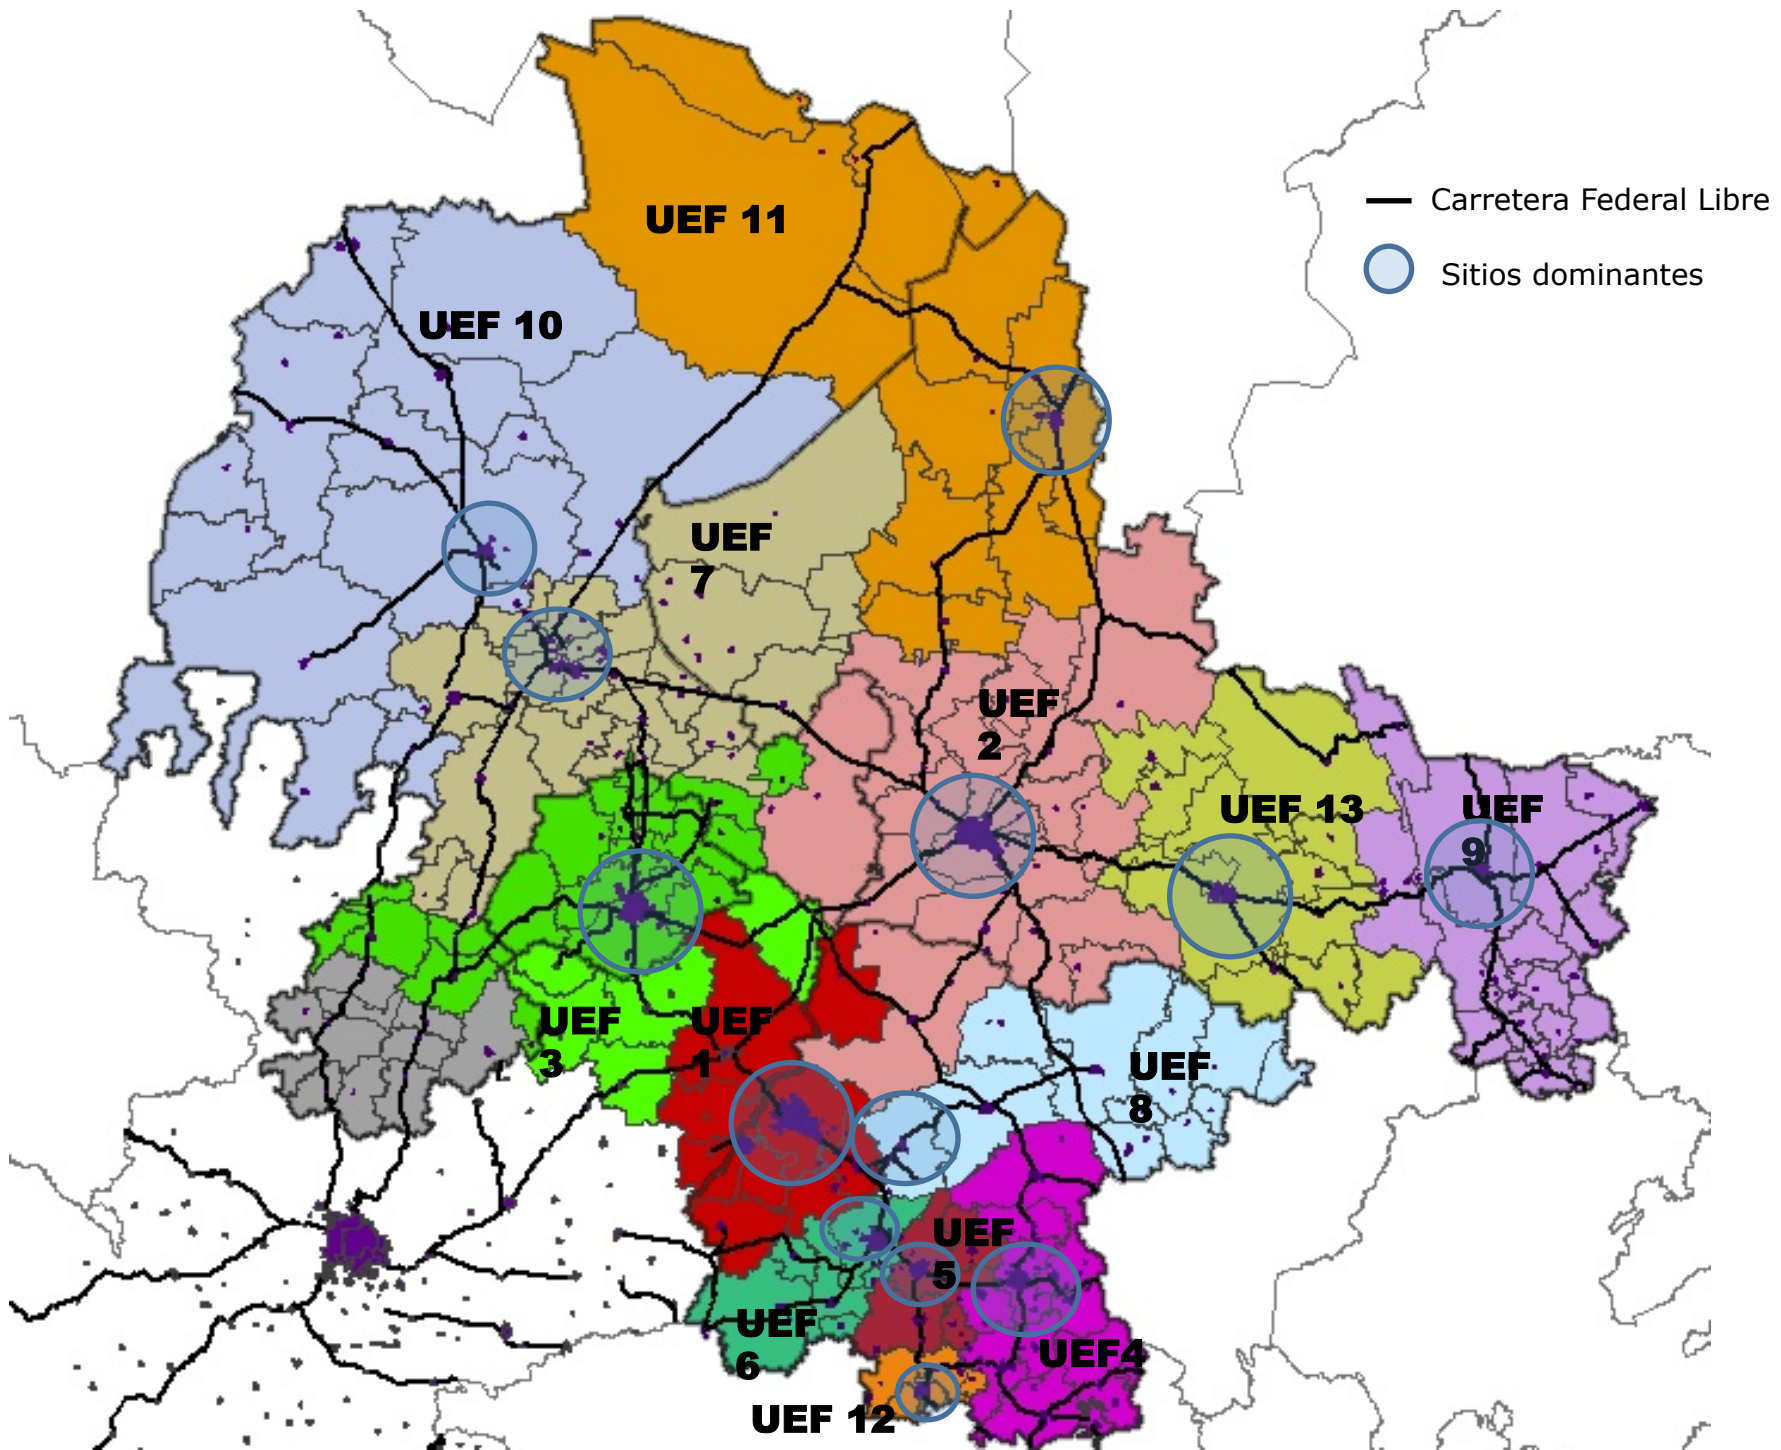 UEF 11
Carretera Federal Libre
Sitios dominantes
UEF 10
UEF
7
UEF
2
UEF 13
UEF
9
UEF
3
UEF
1
UEF
8
UEF
5
UEF
6
UEF4
UEF 12